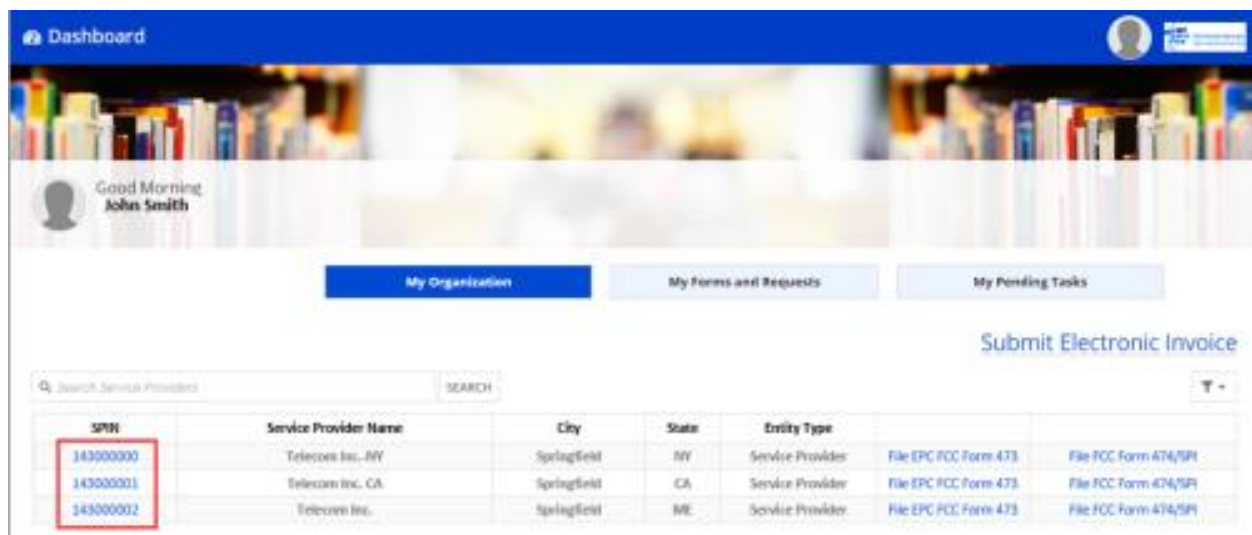 Dashboard
Good Morning
John Smith
My Organization My Forms and Requests My Pending Tasks
Submit Electronic Invoice
Search Service Providers SEARCH
SPIN Service Provider Name City State Entity Type
143000000 Telecom Inc.-NY Springfield NY Service Provider File EPC FCC Form 473 File FCC Form 474/SPI
143000001 Telecom Inc. CA Springfield CA Service Provider File EPC FCC Form 473 File FCC Form 474/SPI
143000002 Telecom Inc. Springfield ME Service Provider File EPC FCC Form 473 File FCC Form 474/SPI